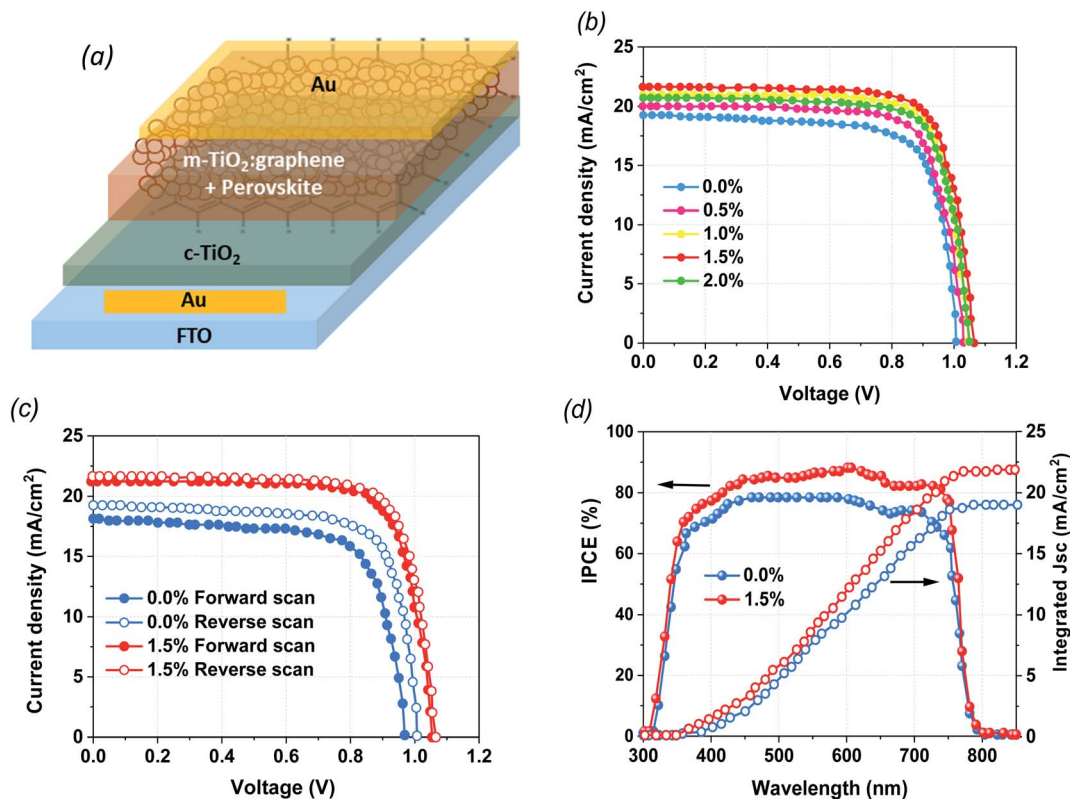 (a)
Au
m-TiO₂:graphene
+ Perovskite
c-TiO₂
Au
FTO
(b)
Current density (mA/cm²)
25
20
15
10
5
0
0.0%
0.5%
1.0%
1.5%
2.0%
0.0 0.2 0.4 0.6 0.8 1.0 1.2
Voltage (V)
(c)
Current density (mA/cm²)
25
20
15
10
5
0
0.0% Forward scan
0.0% Reverse scan
1.5% Forward scan
1.5% Reverse scan
0.0 0.2 0.4 0.6 0.8 1.0 1.2
Voltage (V)
(d)
IPCE (%)
100
80
60
40
20
0
0.0%
1.5%
25
20
15
10
5
0
Integrated Jsc (mA/cm²)
300 400 500 600 700 800
Wavelength (nm)